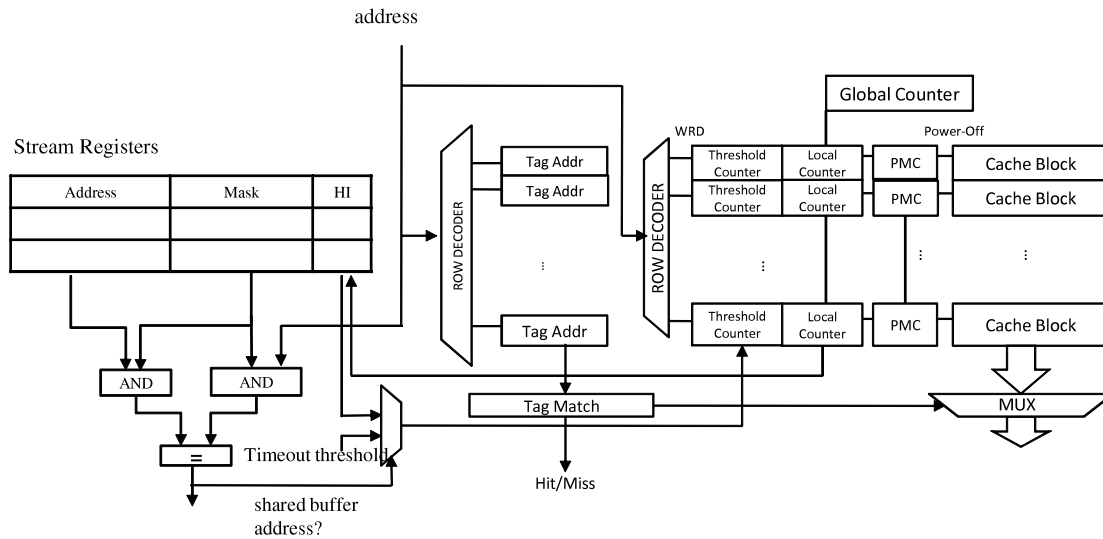 address
Global Counter
WRD
Power-Off
Stream Registers
Address
Mask
HI
ROW DECODER
Tag Addr
Tag Addr
...
Tag Addr
ROW DECODER
Threshold
Counter
Local
Counter
PMC
Cache Block
Threshold
Counter
Local
Counter
PMC
Cache Block
...
...
...
Threshold
Counter
Local
Counter
PMC
Cache Block
AND
AND
Tag Match
MUX
=
Timeout threshold
Hit/Miss
shared buffer
address?